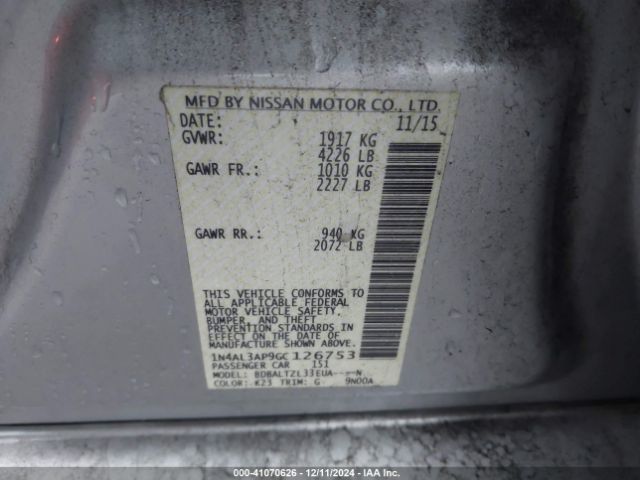 MFD BY NISSAN MOTOR CO., LTD.
DATE: 11/15
GVWR: 1917 KG
4226 LB
GAWR FR.: 1010 KG
2227 LB
GAWR RR.: 940 KG
2072 LB
THIS VEHICLE CONFORMS TO
ALL APPLICABLE FEDERAL
MOTOR VEHICLE SAFETY,
BUMPER, AND THEFT
PREVENTION STANDARDS
IN EFFECT ON THE DATE OF
MANUFACTURE SHOWN ABOVE.
1N4AL3AP9GC126753
PASSENGER CAR 151
MODEL: BDBALTZL33EUA----N
COLOR: K23 TRIM: G 9N00A
000-41070626 - 12/11/2024 - IAA Inc.